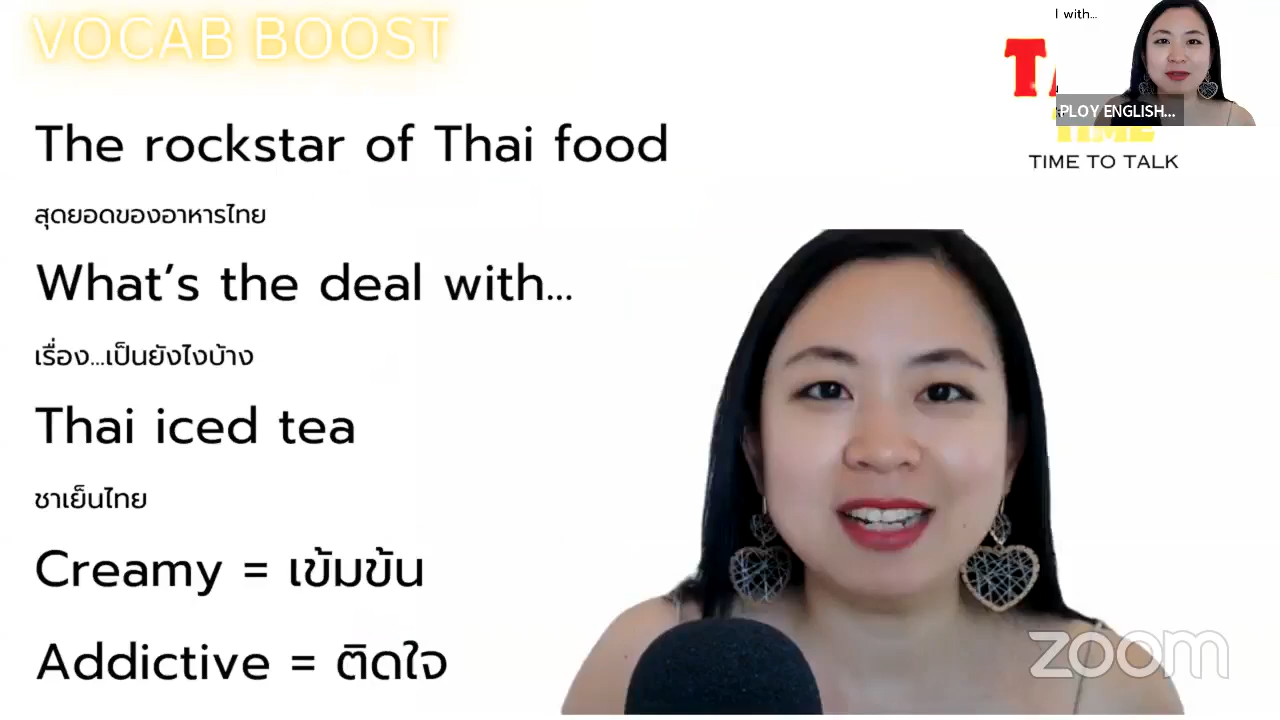 VOCAB BOOST
The rockstar of Thai food
สุดยอดของอาหารไทย
What's the deal with...
เรื่อง...เป็นยังไงบ้าง
Thai iced tea
ชาเย็นไทย
Creamy = เข้มข้น
Addictive = ติดใจ
l with...
PLOY ENGLISH...
TIME
TIME TO TALK
zoom